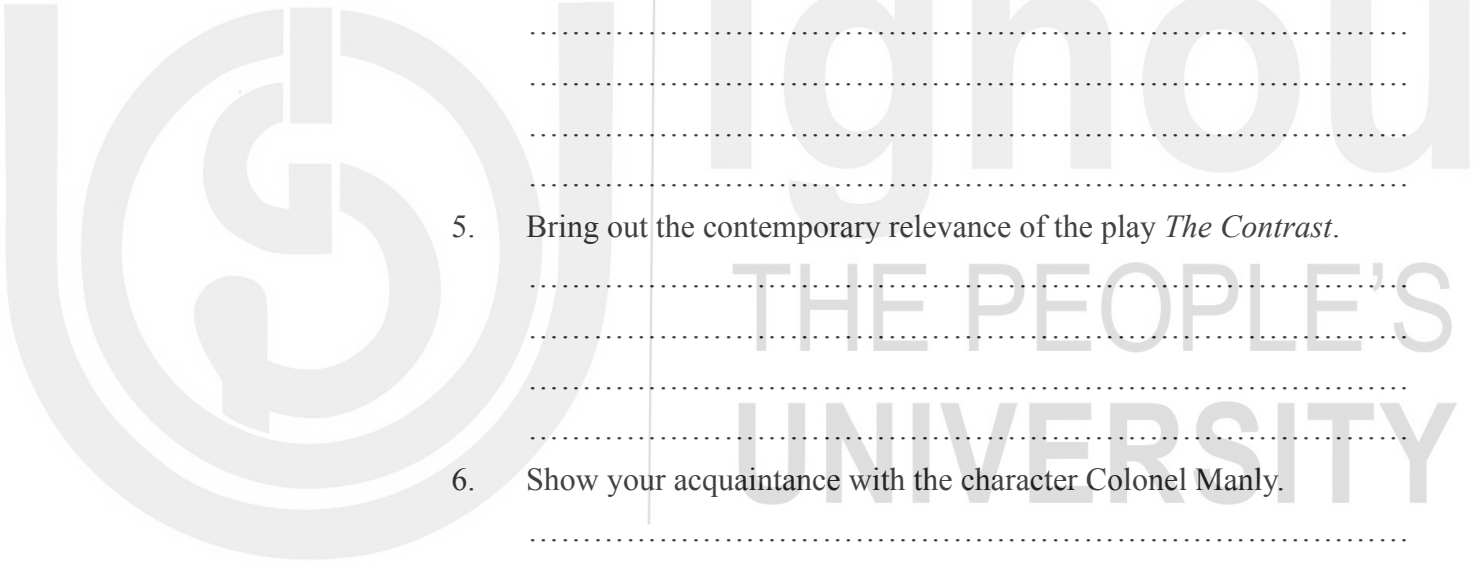 ignou
5. Bring out the contemporary relevance of the play The Contrast.
THE PEOPLE'S
UNIVERSITY
6. Show your acquaintance with the character Colonel Manly.